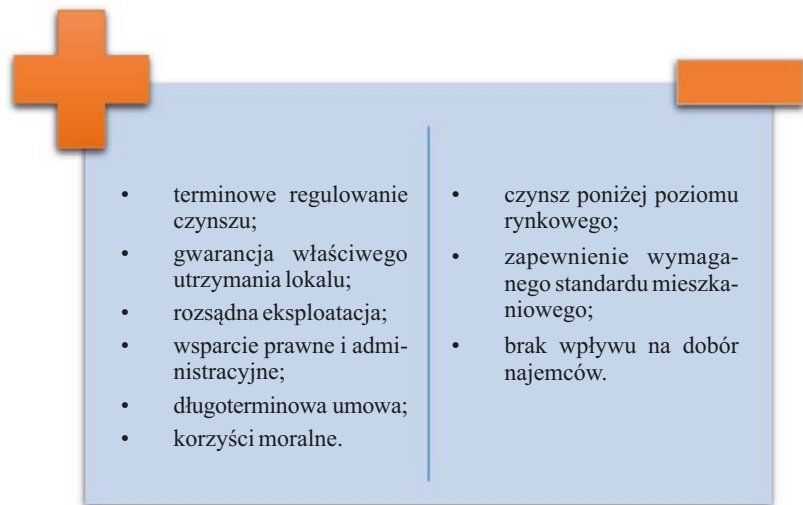 • terminowe regulowanie
czynszu;
• gwarancja właściwego
utrzymania lokalu;
• rozsądna eksploatacja;
• wsparcie prawne i admi-
nistracyjne;
• długoterminowa umowa;
• korzyści moralne.
• czynsz poniżej poziomu
rynkowego;
• zapewnienie wymaga-
nego standardu mieszka-
niowego;
• brak wpływu na dobór
najemców.